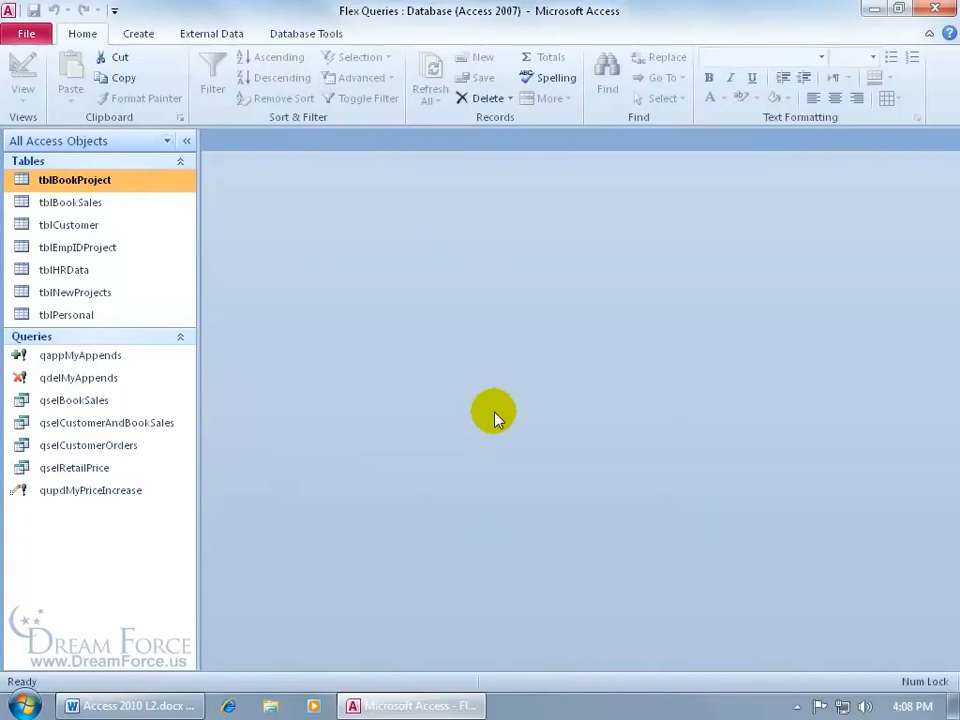 Flex Queries : Database (Access 2007) - Microsoft Access
File Home Create External Data Database Tools
View
Views
Paste
Cut
Copy
Format Painter
Clipboard
Filter
Ascending
Descending
Remove Sort
Selection
Advanced
Toggle Filter
Sort & Filter
Refresh
All
New
Save
Delete
Totals
Spelling
More
Records
Find
Replace
Go To
Select
Find
B I U
A ab
Text Formatting
All Access Objects
Tables
tblBookProject
tblBookSales
tblCustomer
tblEmpIDProject
tblHRData
tblNewProjects
tblPersonal
Queries
qappMyAppends
qdelMyAppends
qselBookSales
qselCustomerAndBookSales
qselCustomerOrders
qselRetailPrice
qupdMyPriceIncrease
DREAM FORCE
www.DreamForce.us
Ready
Num Lock
Access 2010 L2.docx ...
Microsoft Access - Fl...
4:08 PM